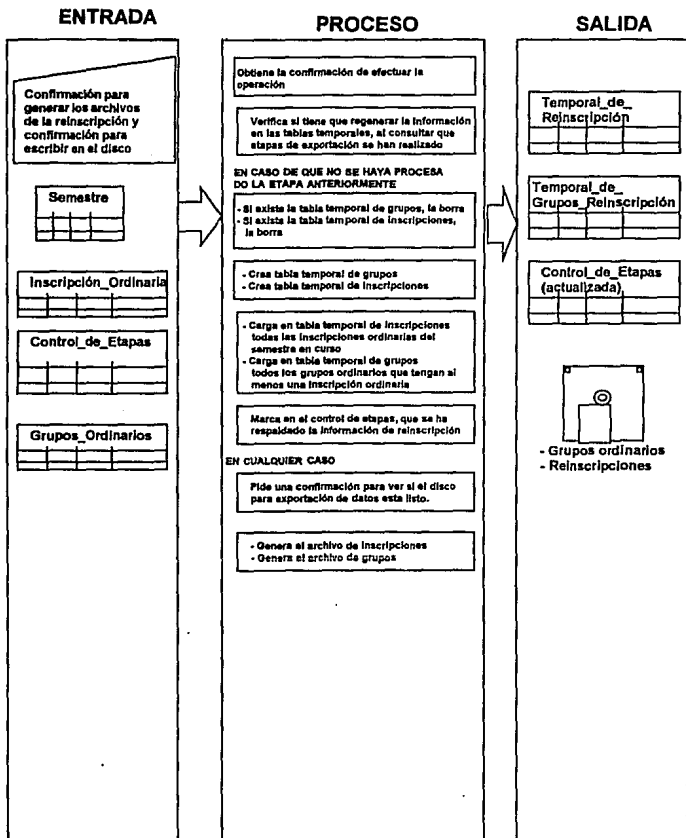 ENTRADA
Confirmación para
generar los archivos
de la reinscripción y
confirmación para
escribir en el disco
Semestre
Inscripción_Ordinaria
Control_de_Etapas
Grupos_Ordinarios
PROCESO
Obtiene la confirmación de efectuar la
operación
Verifica si tiene que regenerar la información
en las tablas temporales, al consultar que
etapas de exportación se han realizado
EN CASO DE QUE NO SE HAYA PROCESA
DO LA ETAPA ANTERIORMENTE
- Si existe la tabla temporal de grupos, la borra
- Si existe la tabla temporal de inscripciones,
la borra
- Crea tabla temporal de grupos
- Crea tabla temporal de inscripciones
- Carga en tabla temporal de inscripciones
todas las inscripciones ordinarias del
semestre en curso
- Carga en tabla temporal de grupos
todos los grupos ordinarios que tengan al
menos una inscripción ordinaria
Marca en el control de etapas, que se ha
respaldado la información de reinscripción
EN CUALQUIER CASO
Pide una confirmación para ver si el disco
para exportación de datos esta listo.
- Genera el archivo de inscripciones
- Genera el archivo de grupos
SALIDA
Temporal_de_
Reinscripción
Temporal_de_
Grupos_Reinscripción
Control_de_Etapas
(actualizada)
- Grupos ordinarios
- Reinscripciones